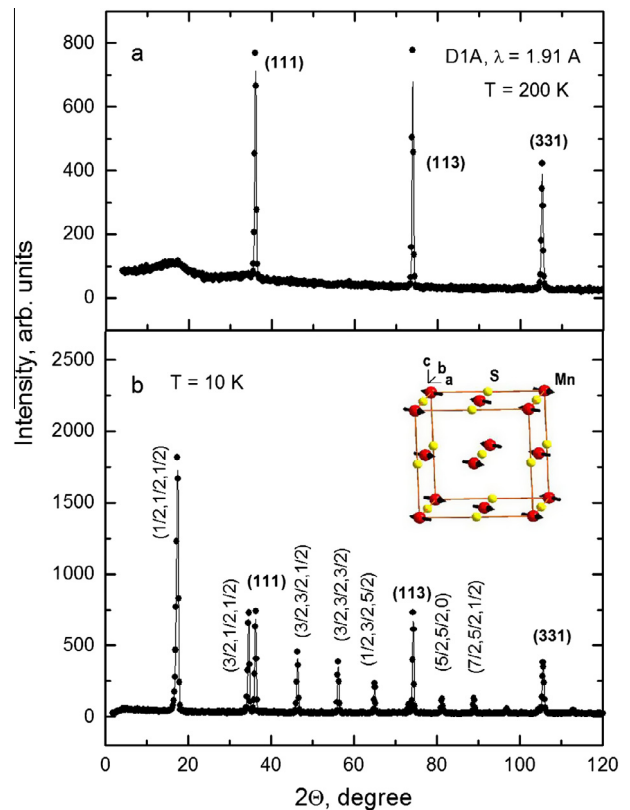 Intensity, arb. units
800
600
400
200
0
a
(111)
D1A, λ = 1.91 A
T = 200 K
(113)
(331)
2500
2000
1500
1000
500
0
b
T = 10 K
c
b
a
S
Mn
(1/2,1/2,1/2)
(3/2,1/2,1/2)
(111)
(3/2,3/2,1/2)
(3/2,3/2,3/2)
(1/2,3/2,5/2)
(113)
(5/2,5/2,0)
(7/2,5/2,1/2)
(331)
0 20 40 60 80 100 120
2Θ, degree